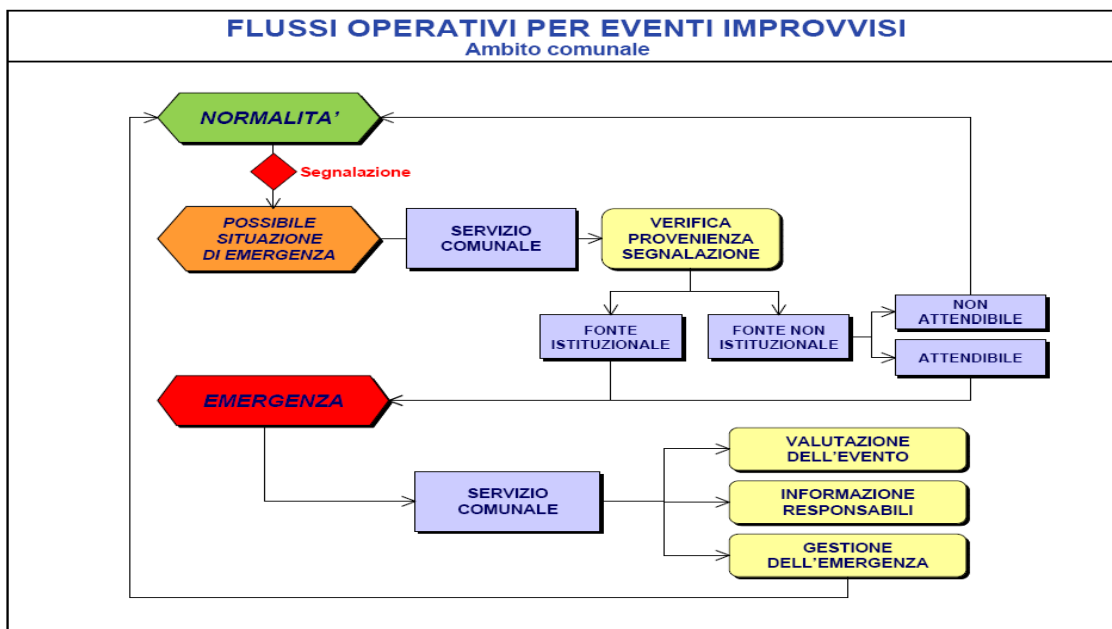 FLUSSI OPERATIVI PER EVENTI IMPROVVISI
Ambito comunale
NORMALITA'
Segnalazione
POSSIBILE
SITUAZIONE
DI EMERGENZA
SERVIZIO
COMUNALE
VERIFICA
PROVENIENZA
SEGNALAZIONE
FONTE
ISTITUZIONALE
FONTE NON
ISTITUZIONALE
NON
ATTENDIBILE
ATTENDIBILE
EMERGENZA
SERVIZIO
COMUNALE
VALUTAZIONE
DELL'EVENTO
INFORMAZIONE
RESPONSABILI
GESTIONE
DELL'EMERGENZA